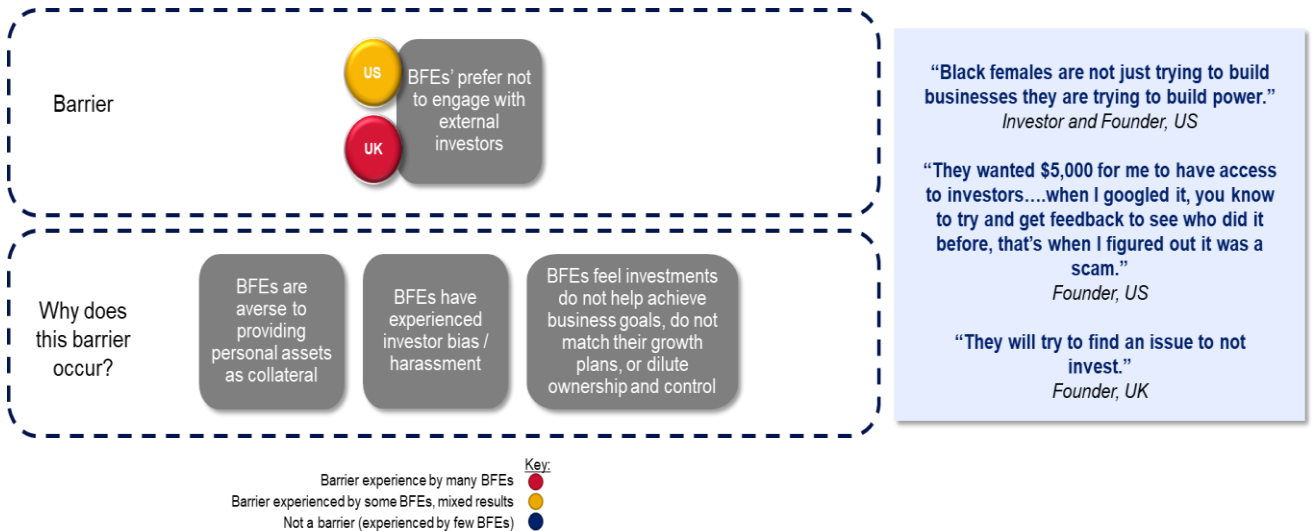 Barrier
US
UK
BFEs’ prefer not
to engage with
external
investors
Why does
this barrier
occur?
BFEs are
averse to
providing
personal assets
as collateral
BFEs have
experienced
investor bias /
harassment
BFEs feel investments
do not help achieve
business goals, do not
match their growth
plans, or dilute
ownership and control
“Black females are not just trying to build
businesses they are trying to build power.”
Investor and Founder, US
“They wanted $5,000 for me to have access
to investors….when I googled it, you know
to try and get feedback to see who did it
before, that’s when I figured out it was a
scam.”
Founder, US
“They will try to find an issue to not
invest.”
Founder, UK
Key:
Barrier experience by many BFEs
Barrier experienced by some BFEs, mixed results
Not a barrier (experienced by few BFEs)